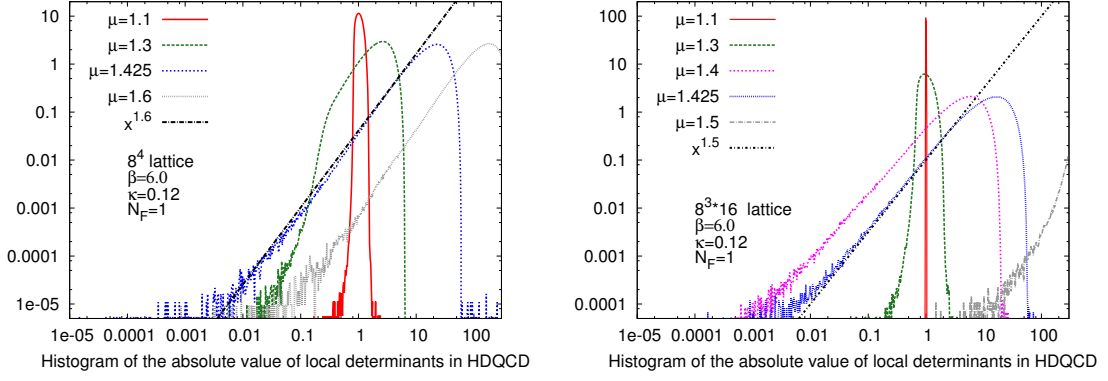 10
1
0.1
0.01
0.001
0.0001
1e-05
μ=1.1
μ=1.3
μ=1.425
μ=1.6
x^1.6
8^4 lattice
β=6.0
κ=0.12
N_F=1
1e-05 0.0001 0.001 0.01 0.1 1 10 100
Histogram of the absolute value of local determinants in HDQCD
100
10
1
0.1
0.01
0.001
0.0001
μ=1.1
μ=1.3
μ=1.4
μ=1.425
μ=1.5
x^1.5
8^3*16 lattice
β=6.0
κ=0.12
N_F=1
1e-05 0.0001 0.001 0.01 0.1 1 10 100
Histogram of the absolute value of local determinants in HDQCD